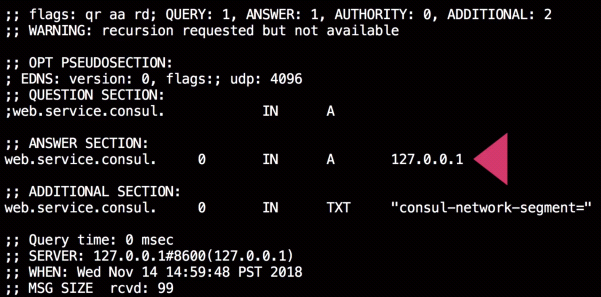 ;; flags: qr aa rd; QUERY: 1, ANSWER: 1, AUTHORITY: 0, ADDITIONAL: 2
;; WARNING: recursion requested but not available
;; OPT PSEUDOSECTION:
; EDNS: version: 0, flags:; udp: 4096
;; QUESTION SECTION:
;web.service.consul. IN A
;; ANSWER SECTION:
web.service.consul. 0 IN A 127.0.0.1
;; ADDITIONAL SECTION:
web.service.consul. 0 IN TXT "consul-network-segment="
;; Query time: 0 msec
;; SERVER: 127.0.0.1#8600(127.0.0.1)
;; WHEN: Wed Nov 14 14:59:48 PST 2018
;; MSG SIZE rcvd: 99